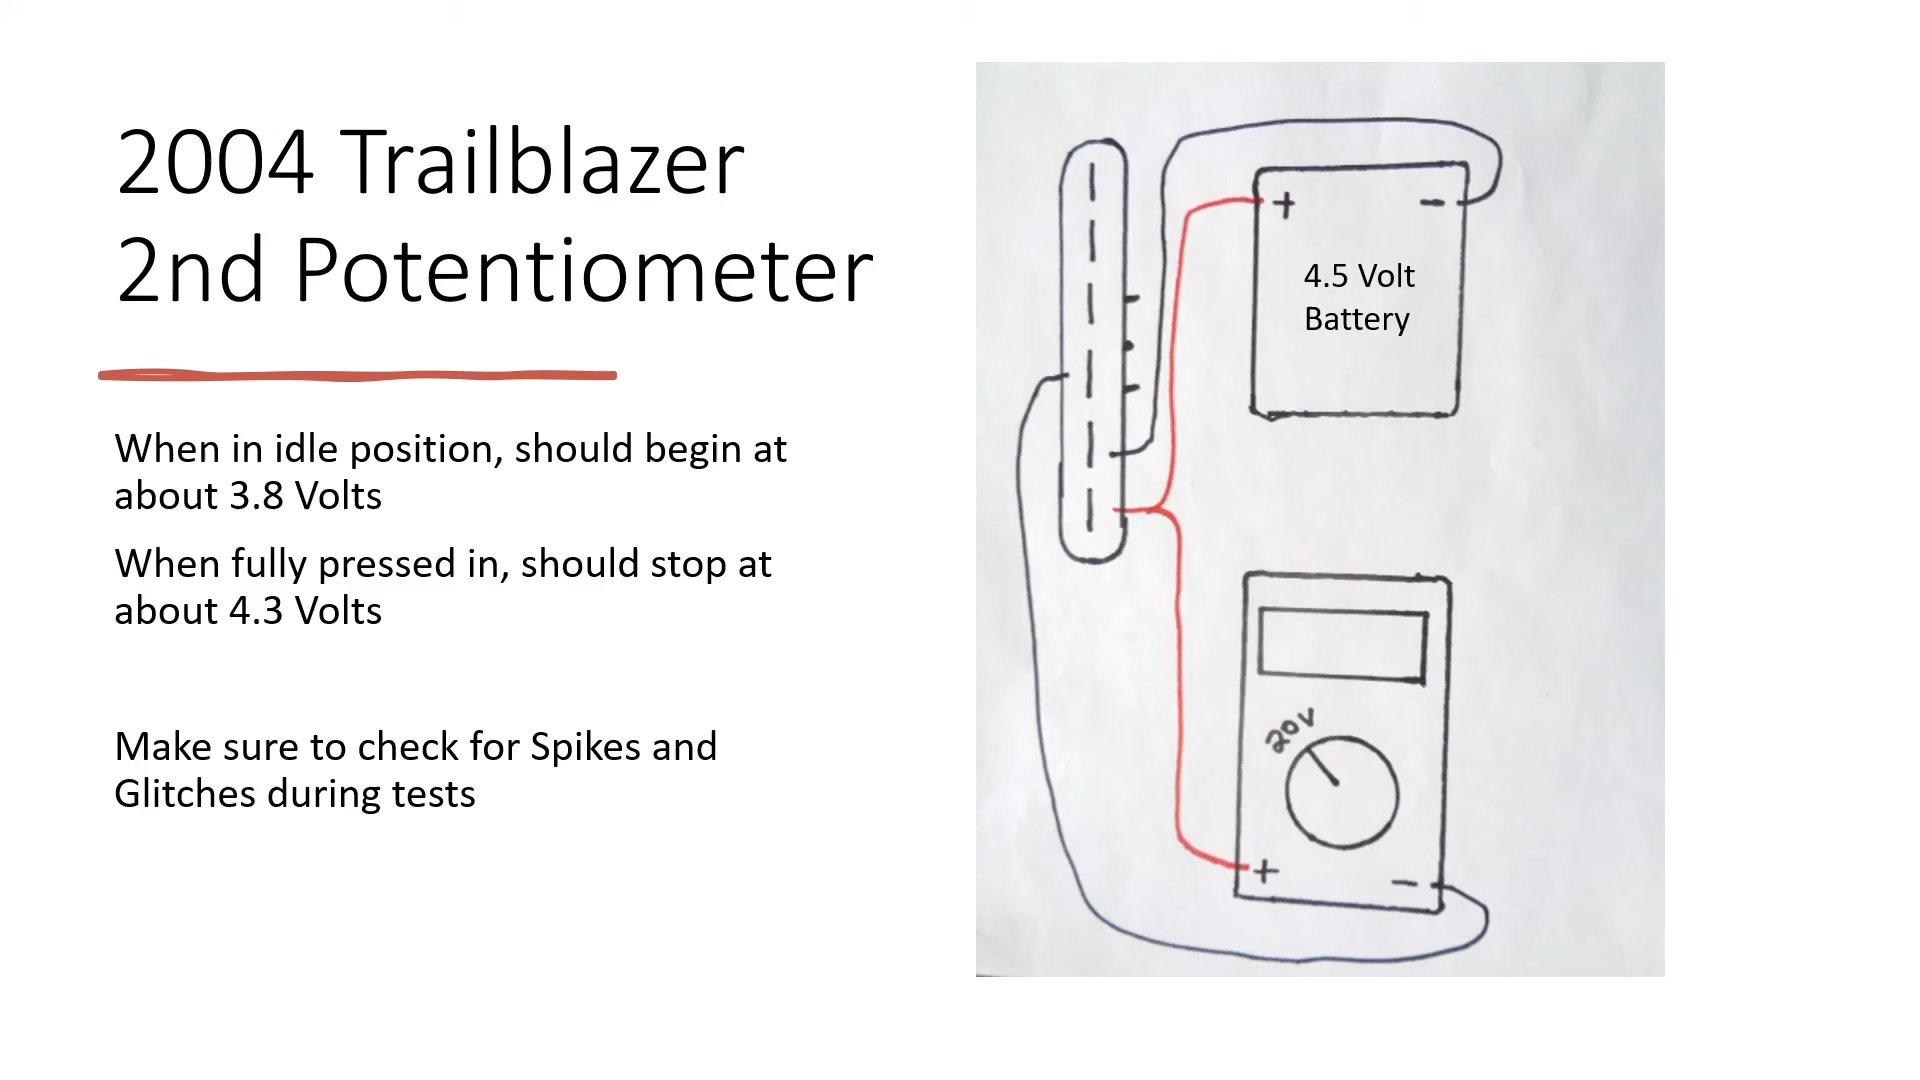 2004 Trailblazer
2nd Potentiometer
When in idle position, should begin at
about 3.8 Volts
When fully pressed in, should stop at
about 4.3 Volts
Make sure to check for Spikes and
Glitches during tests
+ −
4.5 Volt
Battery
20V
+ −